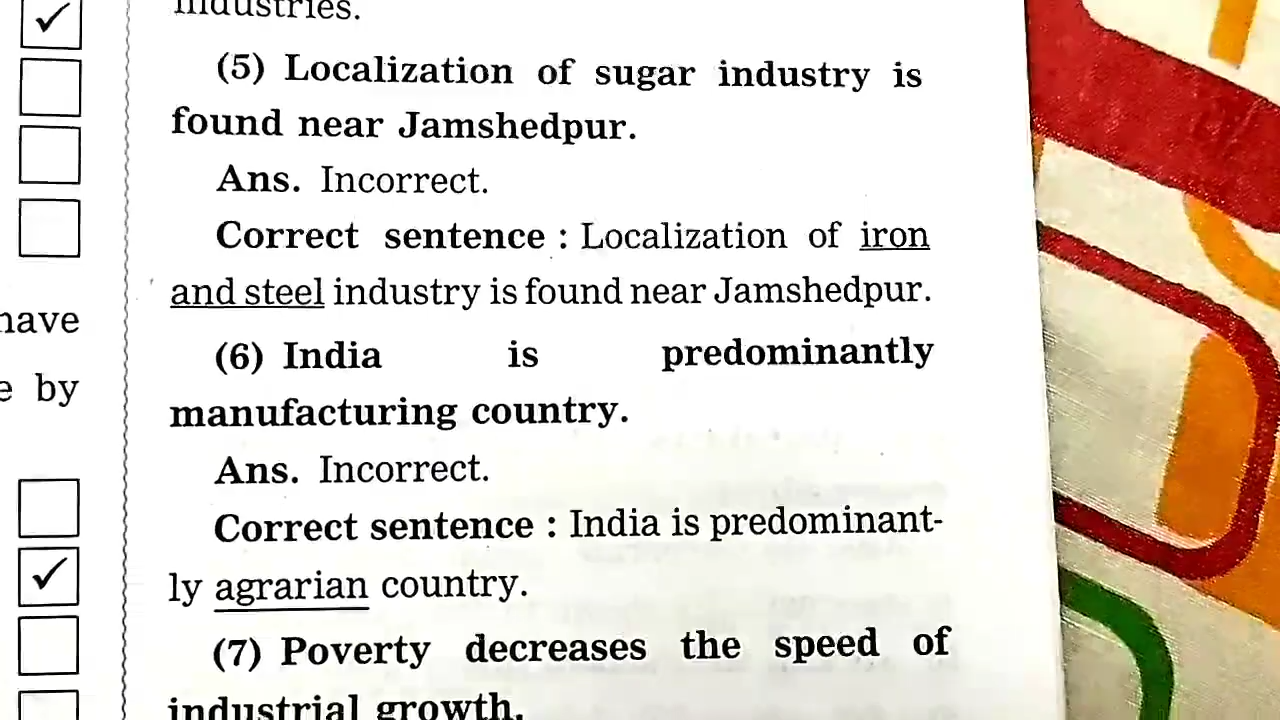 industries.
(5) Localization of sugar industry is
found near Jamshedpur.
Ans. Incorrect.
Correct sentence : Localization of iron
and steel industry is found near Jamshedpur.
(6) India is predominantly
manufacturing country.
Ans. Incorrect.
Correct sentence : India is predominant-
ly agrarian country.
(7) Poverty decreases the speed of
industrial growth.
have
e by